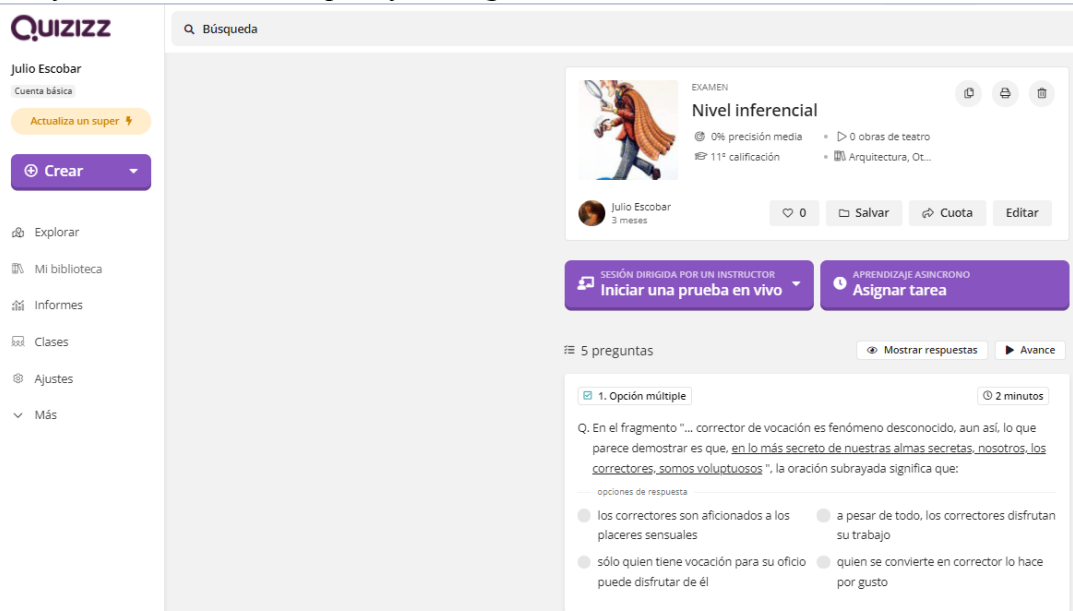 Quizizz
Búsqueda
Julio Escobar
Cuenta básica
Actualiza un super
Crear
Explorar
Mi biblioteca
Informes
Clases
Ajustes
Más
EXAMEN
Nivel inferencial
0% precisión media
0 obras de teatro
11º calificación
Arquitectura, Ot...
Julio Escobar
3 meses
0
Salvar
Cuota
Editar
SESIÓN DIRIGIDA POR UN INSTRUCTOR
Iniciar una prueba en vivo
APRENDIZAJE ASINCRONO
Asignar tarea
5 preguntas
Mostrar respuestas
Avance
1. Opción múltiple
2 minutos
Q. En el fragmento "... corrector de vocación es fenómeno desconocido, aun así, lo que
parece demostrar es que, en lo más secreto de nuestras almas secretas, nosotros, los
correctores, somos voluptuosos ", la oración subrayada significa que:
opciones de respuesta
los correctores son aficionados a los
placeres sensuales
a pesar de todo, los correctores disfrutan
su trabajo
sólo quien tiene vocación para su oficio
puede disfrutar de él
quien se convierte en corrector lo hace
por gusto